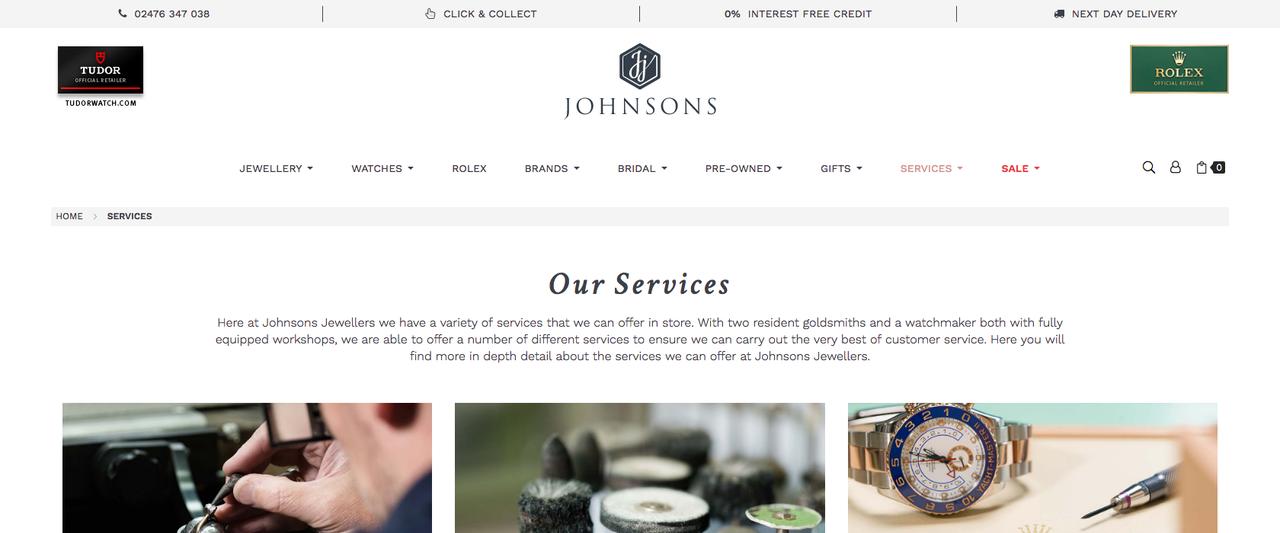 02476 347 038
CLICK & COLLECT
0% INTEREST FREE CREDIT
NEXT DAY DELIVERY
TUDOR
OFFICIAL RETAILER
TUDORWATCH.COM
Jj
JOHNSONS
ROLEX
OFFICIAL RETAILER
JEWELLERY
WATCHES
ROLEX
BRANDS
BRIDAL
PRE-OWNED
GIFTS
SERVICES
SALE
0
HOME
SERVICES
Our Services
Here at Johnsons Jewellers we have a variety of services that we can offer in store. With two resident goldsmiths and a watchmaker both with fully
equipped workshops, we are able to offer a number of different services to ensure we can carry out the very best of customer service. Here you will
find more in depth detail about the services we can offer at Johnsons Jewellers.
YACHT-MASTER II